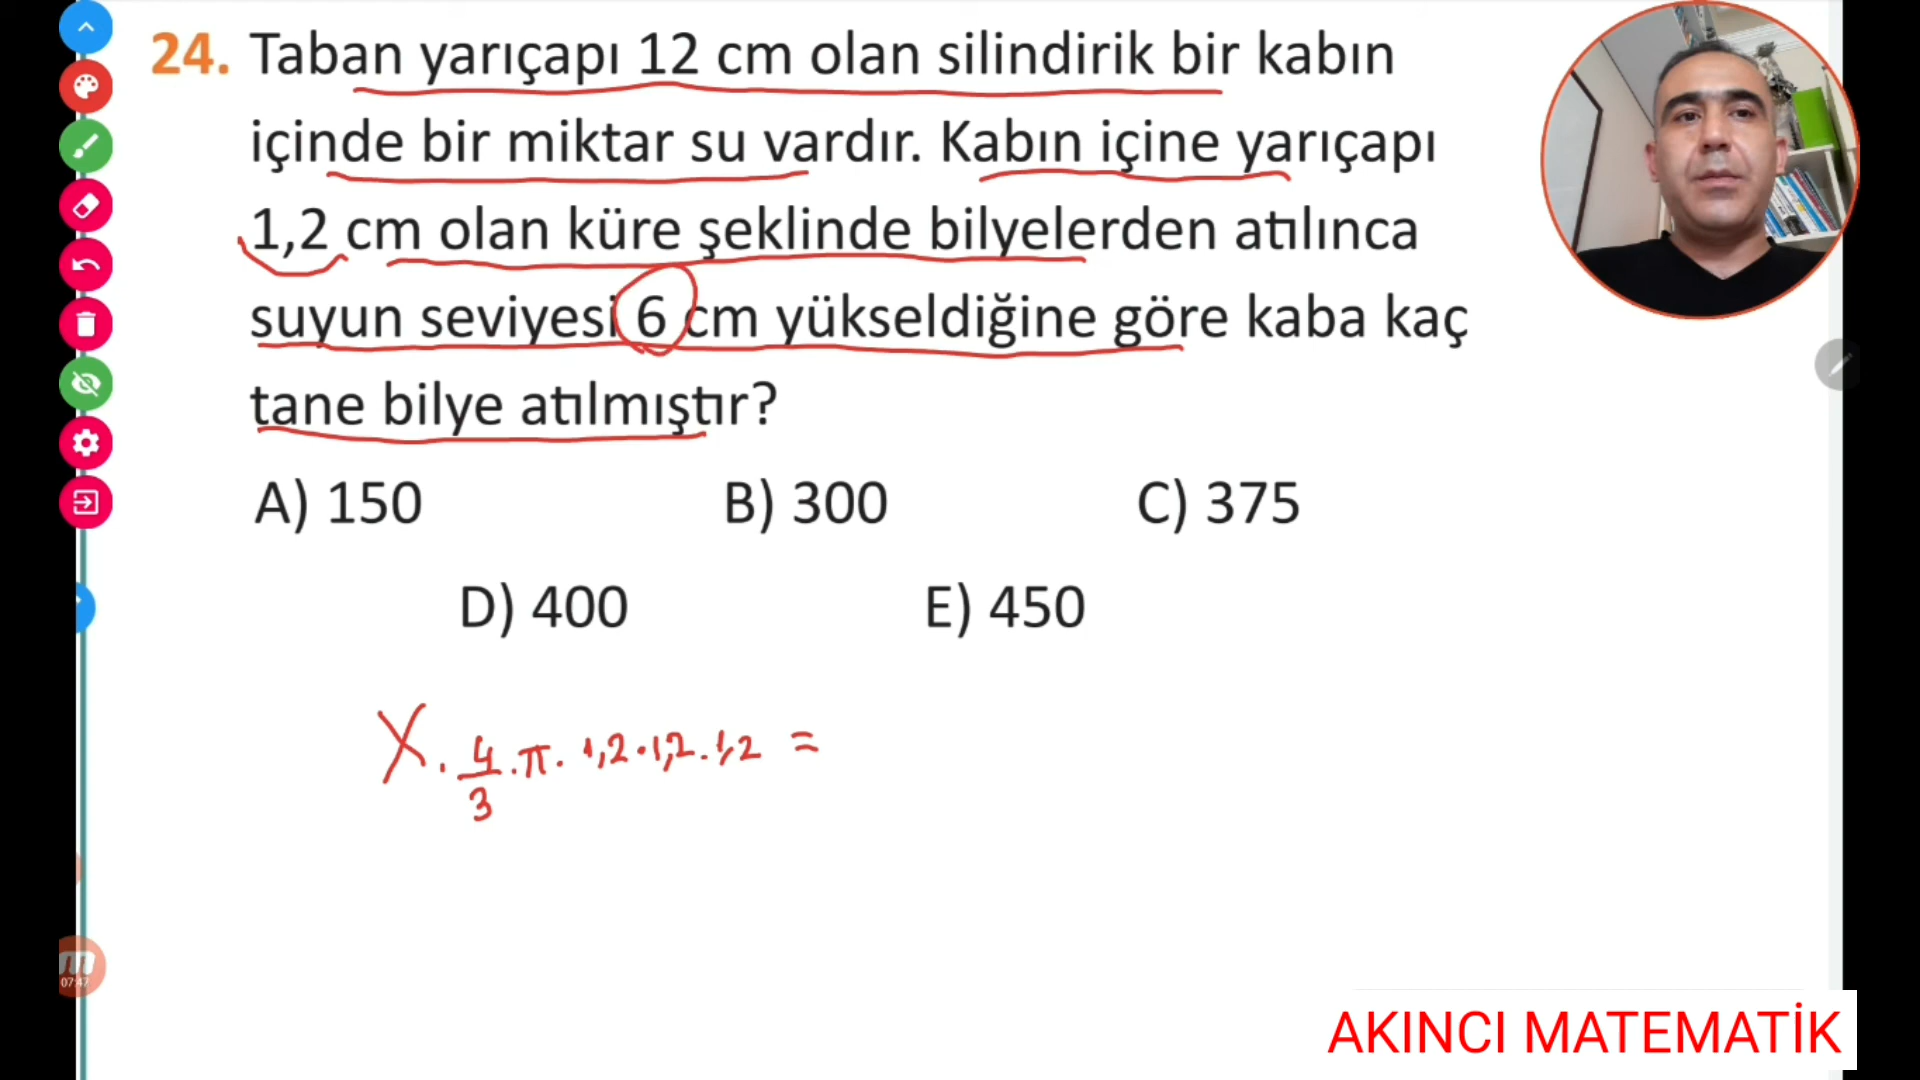 24. Taban yarıçapı 12 cm olan silindirik bir kabın
içinde bir miktar su vardır. Kabın içine yarıçapı
1,2 cm olan küre şeklinde bilyelerden atılınca
suyun seviyesi 6 cm yükseldiğine göre kaba kaç
tane bilye atılmıştır?
A) 150 B) 300 C) 375
D) 400 E) 450
X . 4/3 . π . 1,2 . 1,2 . 1,2 =
07:47
AKINCI MATEMATİK